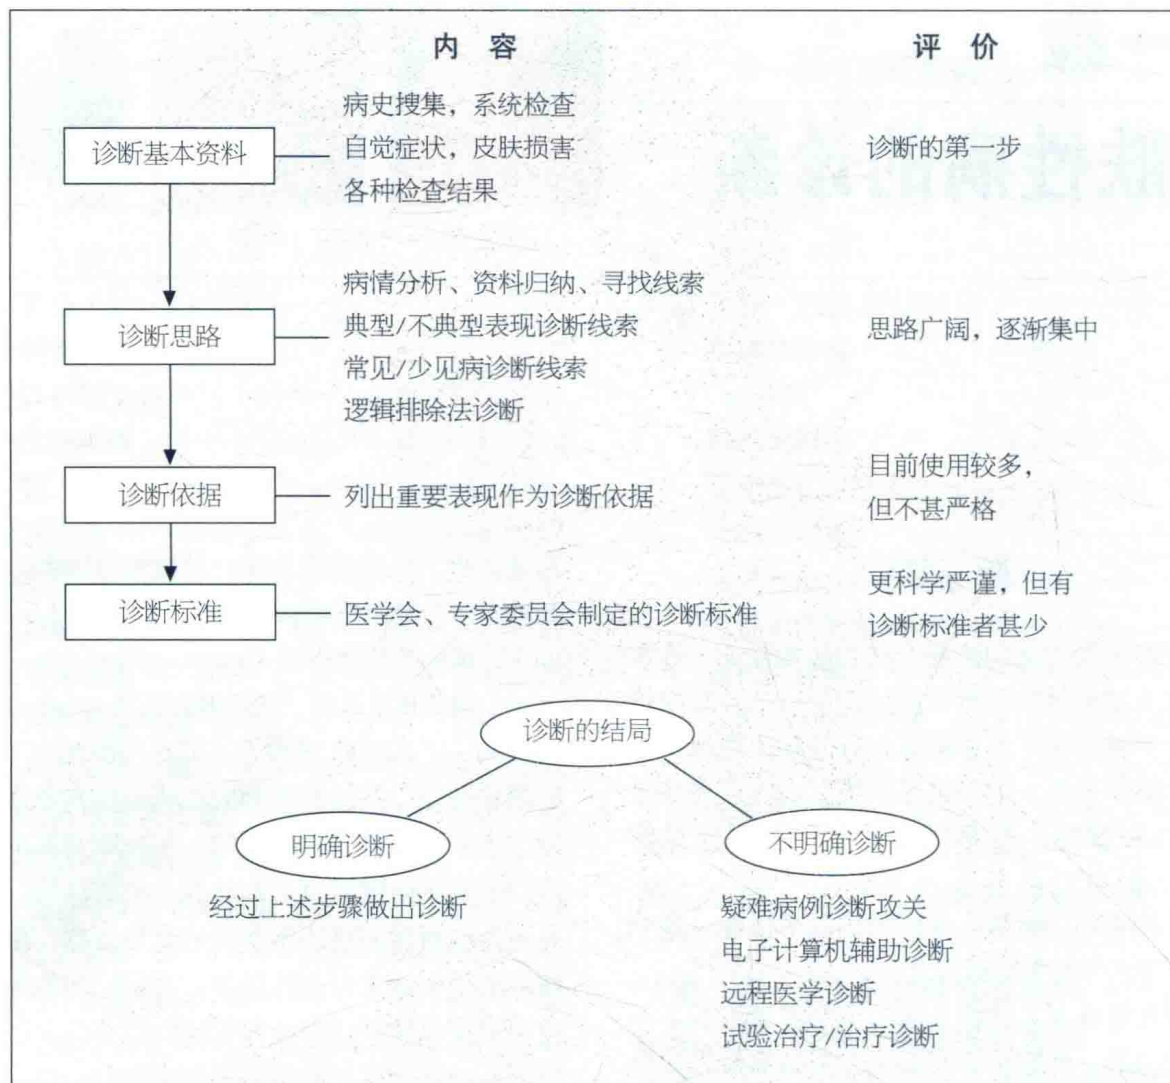 内 容
评 价
病史搜集，系统检查
诊断基本资料
自觉症状，皮肤损害
诊断的第一步
各种检查结果
病情分析、资料归纳、寻找线索
诊断思路
典型/不典型表现诊断线索
思路广阔，逐渐集中
常见/少见病诊断线索
逻辑排除法诊断
诊断依据
列出重要表现作为诊断依据
目前使用较多，
但不甚严格
诊断标准
医学会、专家委员会制定的诊断标准
更科学严谨，但有
诊断标准者甚少
诊断的结局
明确诊断
不明确诊断
经过上述步骤做出诊断
疑难病例诊断攻关
电子计算机辅助诊断
远程医学诊断
试验治疗/治疗诊断